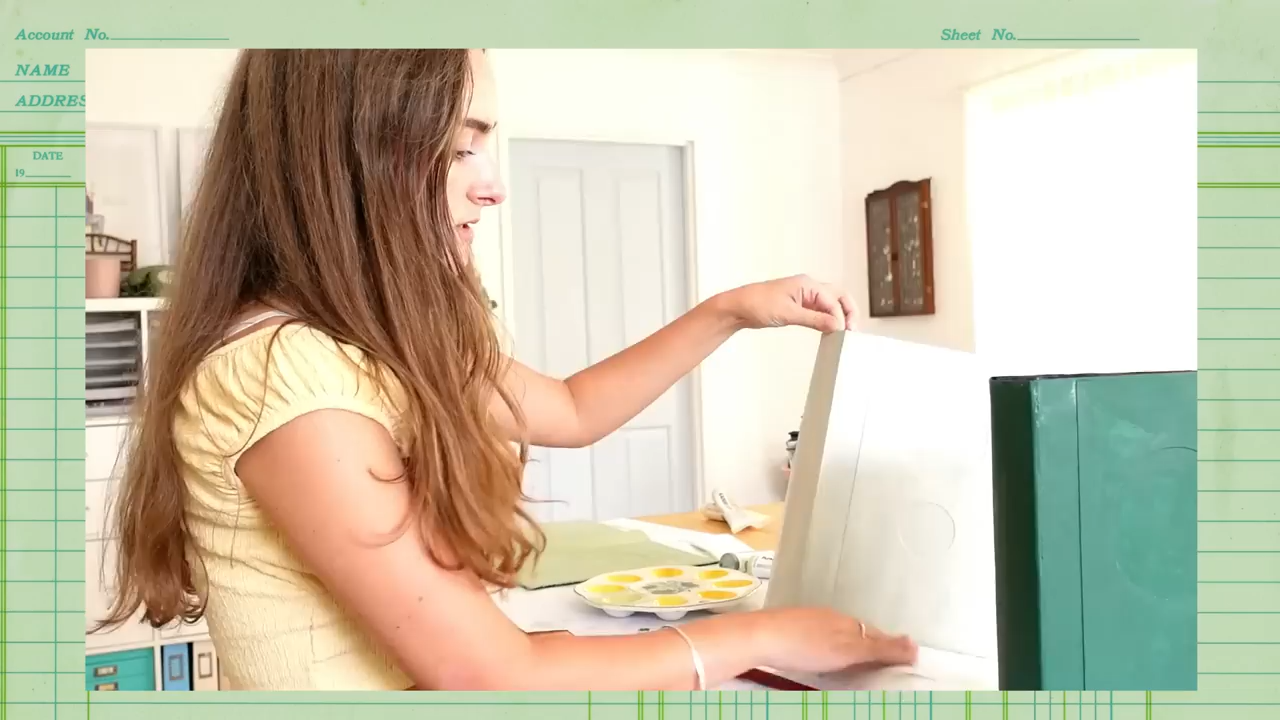 Account No.
Sheet No.
NAME
ADDRES
DATE
19